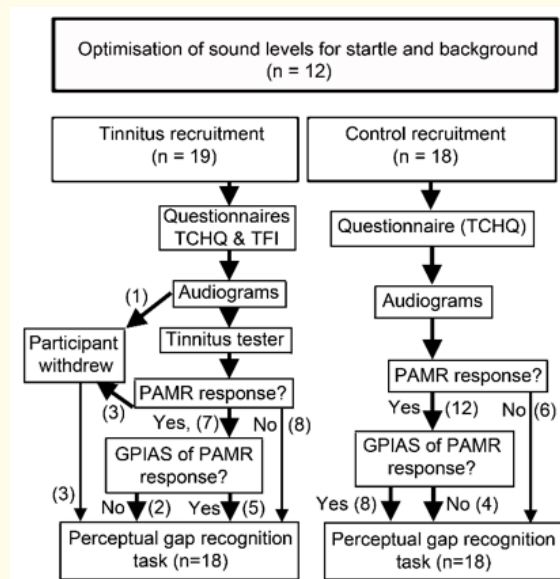 Optimisation of sound levels for startle and background
(n = 12)
Tinnitus recruitment
(n = 19)
Control recruitment
(n = 18)
Questionnaires
TCHQ & TFI
Questionnaire (TCHQ)
(1)
Audiograms
Audiograms
Participant
withdrew
Tinnitus tester
PAMR response?
PAMR response?
(3)
Yes, (7)
No (8)
Yes (12)
No (6)
GPIAS of PAMR
response?
GPIAS of PAMR
response?
(3)
No (2)
Yes (5)
Yes (8)
No (4)
Perceptual gap recognition
task (n=18)
Perceptual gap recognition
task (n=18)